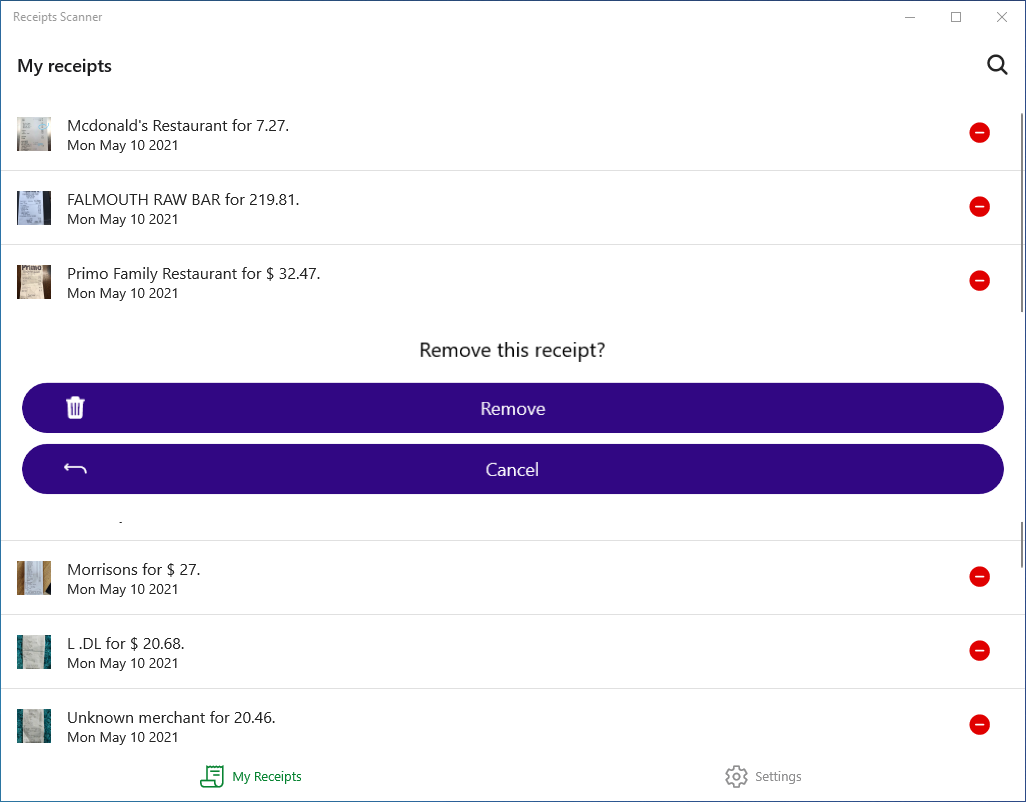 Receipts Scanner
My receipts
Mcdonald's Restaurant for 7.27.
Mon May 10 2021
FALMOUTH RAW BAR for 219.81.
Mon May 10 2021
Primo
Primo Family Restaurant for $ 32.47.
Mon May 10 2021
Remove this receipt?
Remove
Cancel
Morrisons for $ 27.
Mon May 10 2021
L .DL for $ 20.68.
Mon May 10 2021
Unknown merchant for 20.46.
Mon May 10 2021
My Receipts
Settings